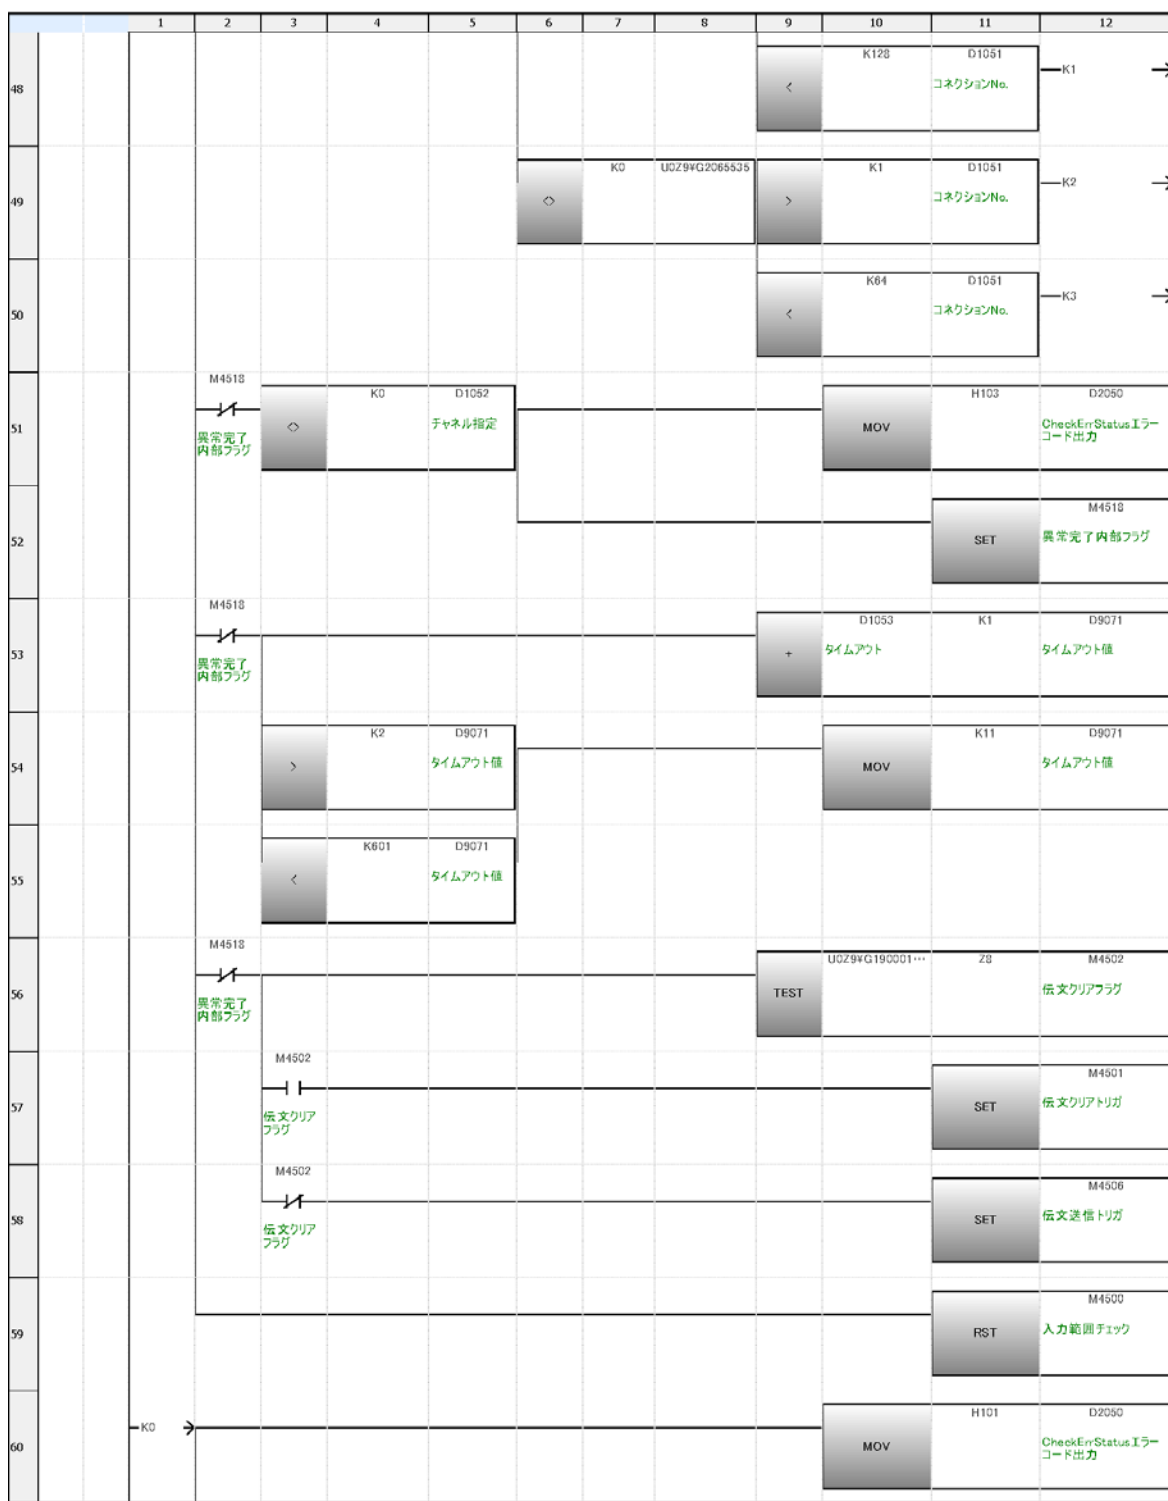 1 2 3 4 5 6 7 8 9 10 11 12
48
< K128 D1051
コネクションNo.
K1
49
<> K0 U0Z9¥G2065535
> K1 D1051
コネクションNo.
K2
50
< K64 D1051
コネクションNo.
K3
51
M4518
異常完了
内部フラグ
<> K0 D1052
チャネル指定
MOV H103 D2050
CheckErrStatusエラー
コード出力
52
SET M4518
異常完了内部フラグ
53
M4518
異常完了
内部フラグ
+ D1053 K1 D9071
タイムアウト タイムアウト値
54
> K2 D9071
タイムアウト値
MOV K11 D9071
タイムアウト値
55
< K601 D9071
タイムアウト値
56
M4518
異常完了
内部フラグ
TEST U0Z9¥G190001… Z8 M4502
伝文クリアフラグ
57
M4502
伝文クリア
フラグ
SET M4501
伝文クリアトリガ
58
M4502
伝文クリア
フラグ
SET M4506
伝文送信トリガ
59
RST M4500
入力範囲チェック
60
K0
MOV H101 D2050
CheckErrStatusエラー
コード出力